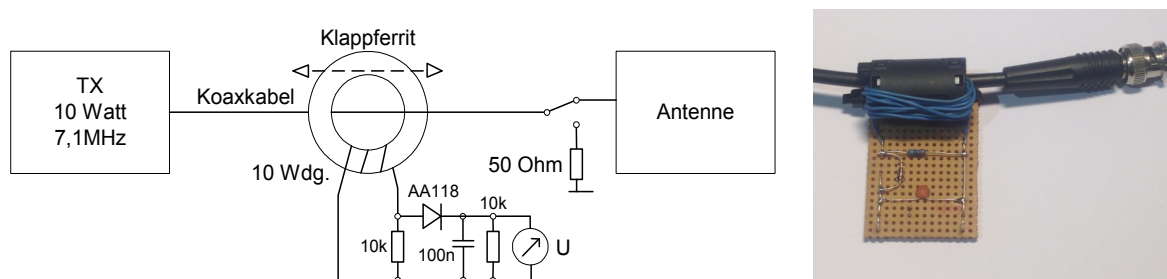 Klappferrit
TX
10 Watt
7,1MHz
Koaxkabel
Antenne
50 Ohm
10 Wdg.
AA118
10k
10k
100n
U